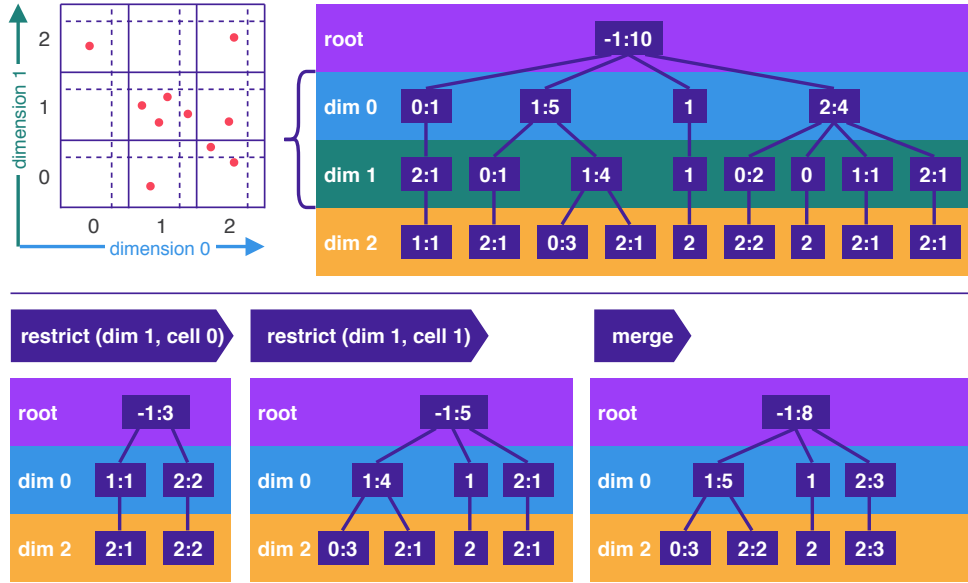 2
1
0
dimension 1
0 1 2
dimension 0
root -1:10
dim 0 0:1 1:5 1 2:4
dim 1 2:1 0:1 1:4 1 0:2 0 1:1 2:1
dim 2 1:1 2:1 0:3 2:1 2 2:2 2 2:1 2:1
restrict (dim 1, cell 0)
root -1:3
dim 0 1:1 2:2
dim 2 2:1 2:2
restrict (dim 1, cell 1)
root -1:5
dim 0 1:4 1 2:1
dim 2 0:3 2:1 2 2:1
merge
root -1:8
dim 0 1:5 1 2:3
dim 2 0:3 2:2 2 2:3